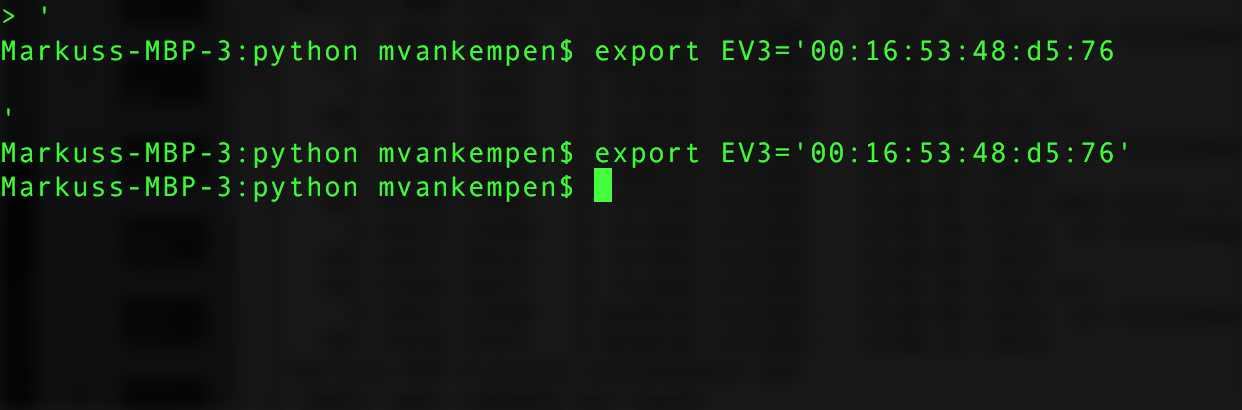 > '
Markuss-MBP-3:python mvankempen$ export EV3='00:16:53:48:d5:76
'
Markuss-MBP-3:python mvankempen$ export EV3='00:16:53:48:d5:76'
Markuss-MBP-3:python mvankempen$